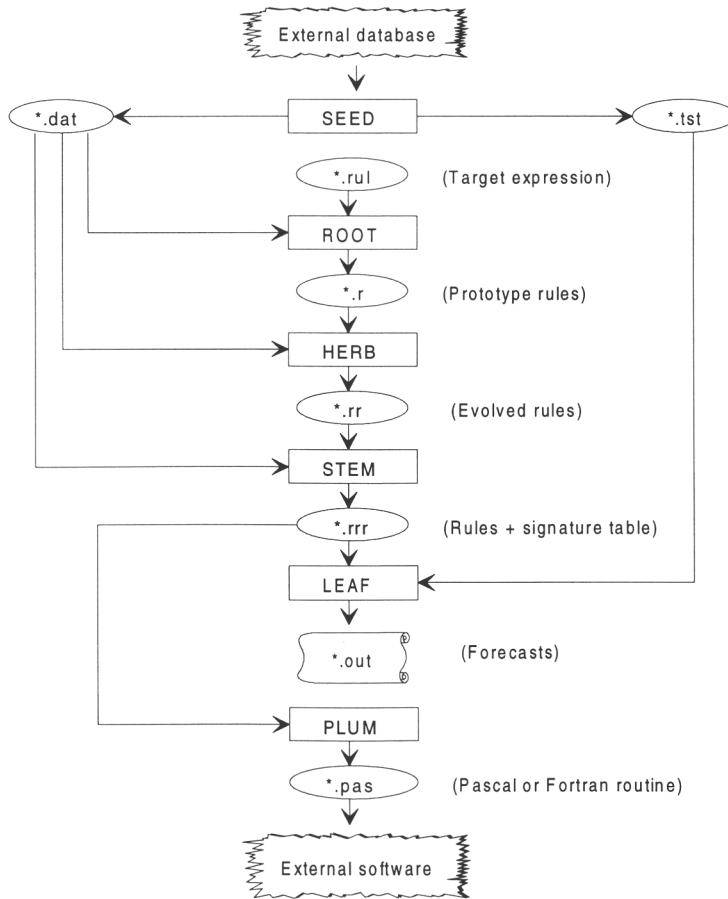 External database
*.dat
SEED
*.tst
*.rul
(Target expression)
ROOT
*.r
(Prototype rules)
HERB
*.rr
(Evolved rules)
STEM
*.rrr
(Rules + signature table)
LEAF
*.out
(Forecasts)
PLUM
*.pas
(Pascal or Fortran routine)
External software